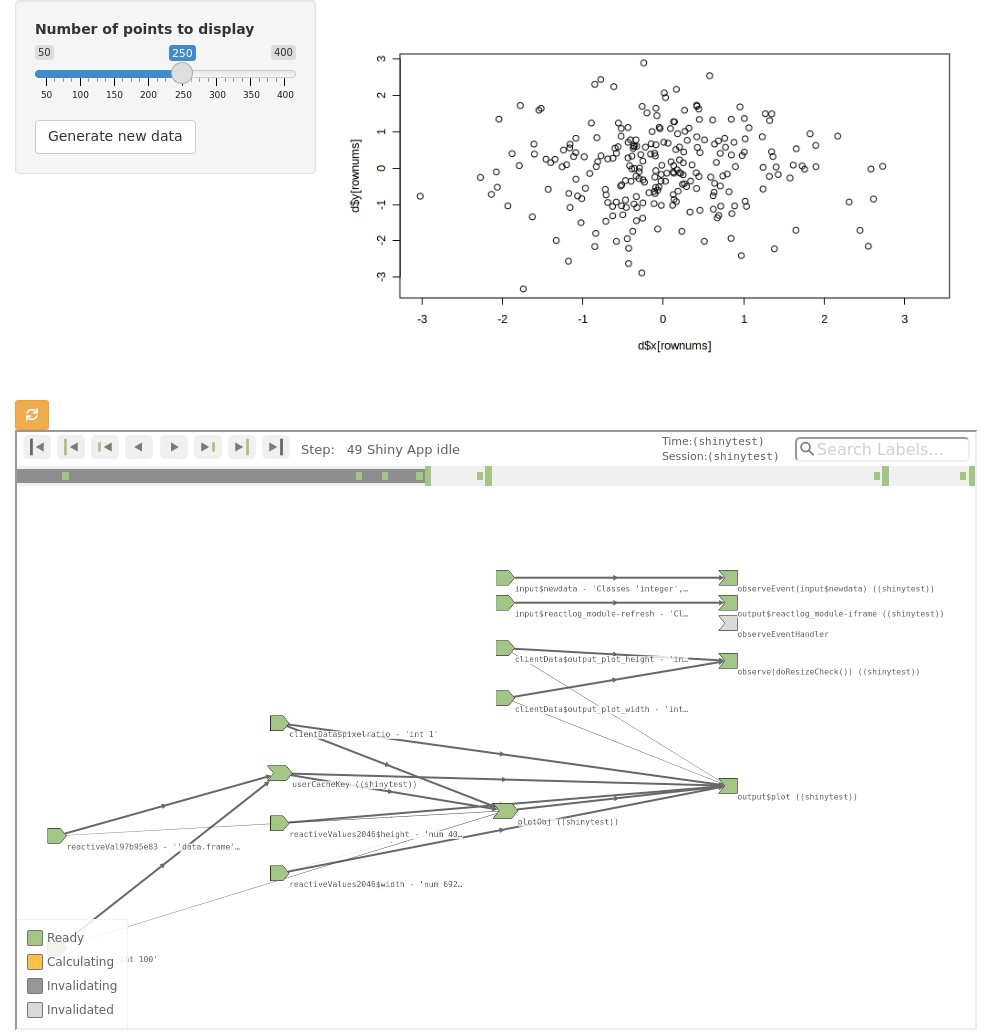 Number of points to display
50 250 400
50 100 150 200 250 300 350 400
Generate new data
3
2
1
0
-1
-2
-3
d$y[rownums]
-3 -2 -1 0 1 2 3
d$x[rownums]
Step: 49 Shiny App idle
Time:(shinytest)
Session:(shinytest)
Search Labels...
input$newdata - 'Classes 'integer',…
observeEvent(input$newdata) ((shinytest))
input$reactlog_module-refresh - 'Cl…
output$reactlog_module-iframe ((shinytest))
observeEventHandler
clientData$output_plot_height - 'in…
observe(doResizeCheck()) ((shinytest))
clientData$output_plot_width - 'int…
clientData$pixelratio - 'int 1'
userCacheKey ((shinytest))
output$plot ((shinytest))
plotObj ((shinytest))
reactiveValues2046$height - 'num 40…
reactiveVal97b95e83 - ''data.frame'…
reactiveValues2046$width - 'num 692…
100'
Ready
Calculating
Invalidating
Invalidated